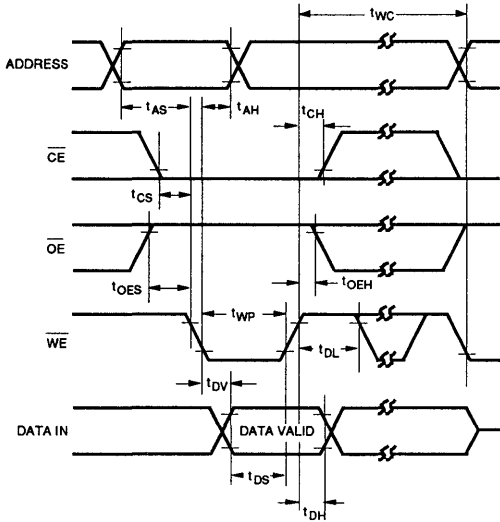 tWC
ADDRESS
tAS
tAH
tCH
CE
tCS
OE
tOES
tOEH
tWP
WE
tDL
tDV
DATA IN
DATA VALID
tDS
tDH